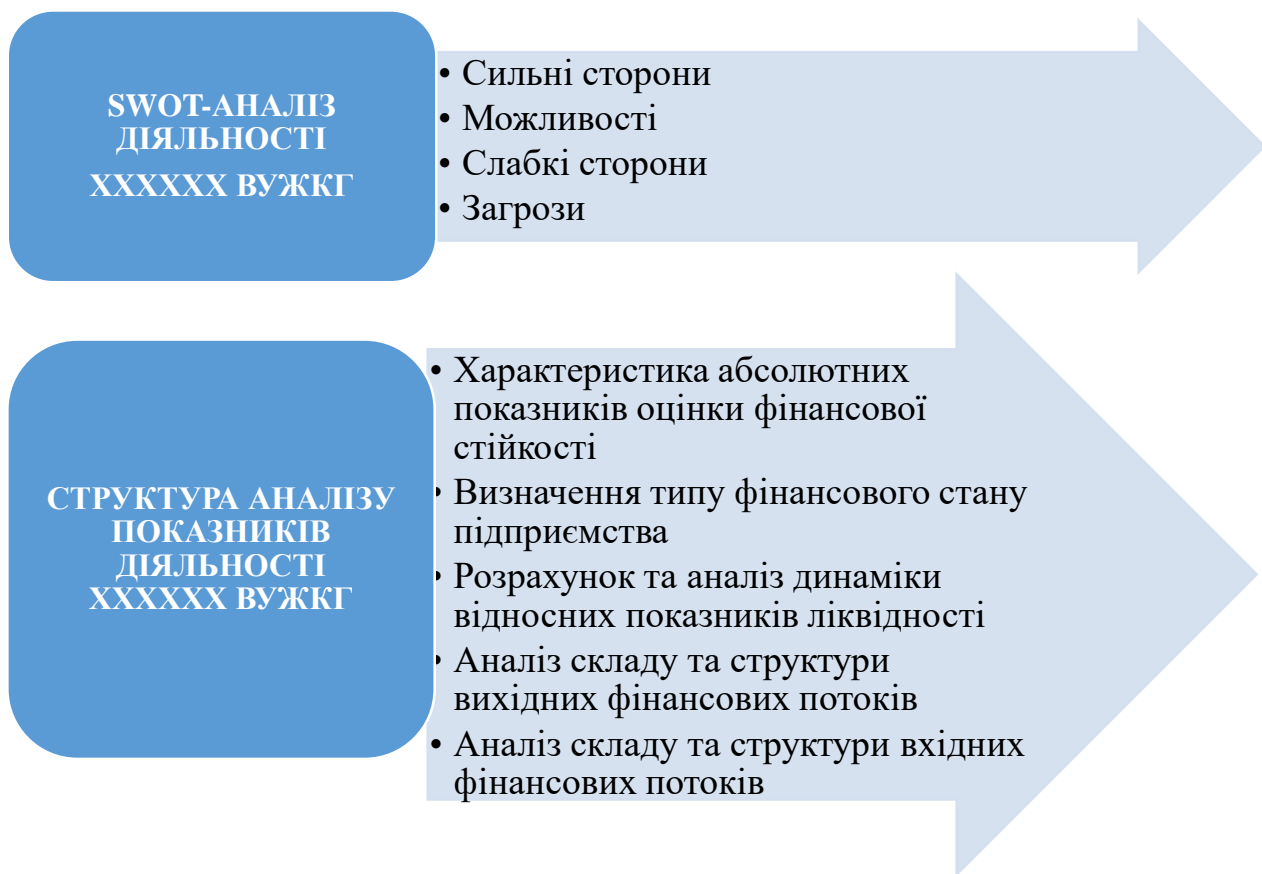 SWOT-АНАЛІЗ
ДІЯЛЬНОСТІ
ХХХХХХ ВУЖКГ
• Сильні сторони
• Можливості
• Слабкі сторони
• Загрози
СТРУКТУРА АНАЛІЗУ
ПОКАЗНИКІВ
ДІЯЛЬНОСТІ
ХХХХХХ ВУЖКГ
• Характеристика абсолютних
показників оцінки фінансової
стійкості
• Визначення типу фінансового стану
підприємства
• Розрахунок та аналіз динаміки
відносних показників ліквідності
• Аналіз складу та структури
вихідних фінансових потоків
• Аналіз складу та структури вхідних
фінансових потоків